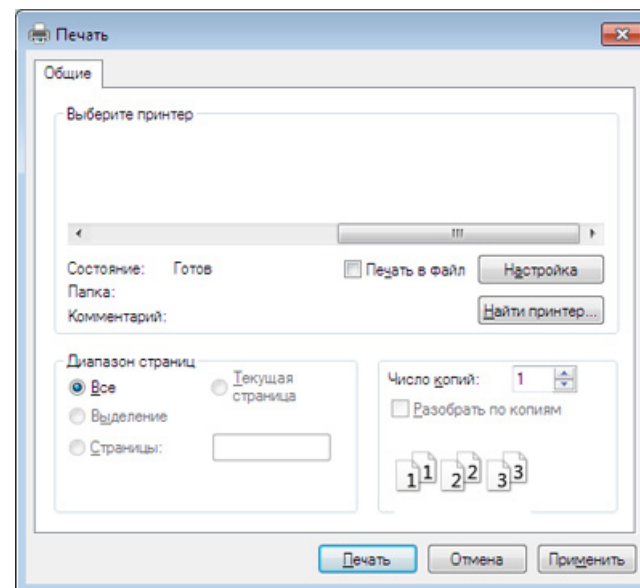 Печать
Общие
Выберите принтер
Состояние: Готов
Печать в файл
Настройка
Папка:
Комментарий:
Найти принтер...
Диапазон страниц
Все
Текущая
страница
Выделение
Страницы:
Число копий: 1
Разобрать по копиям
1 1 2 2 3 3
Печать
Отмена
Применить